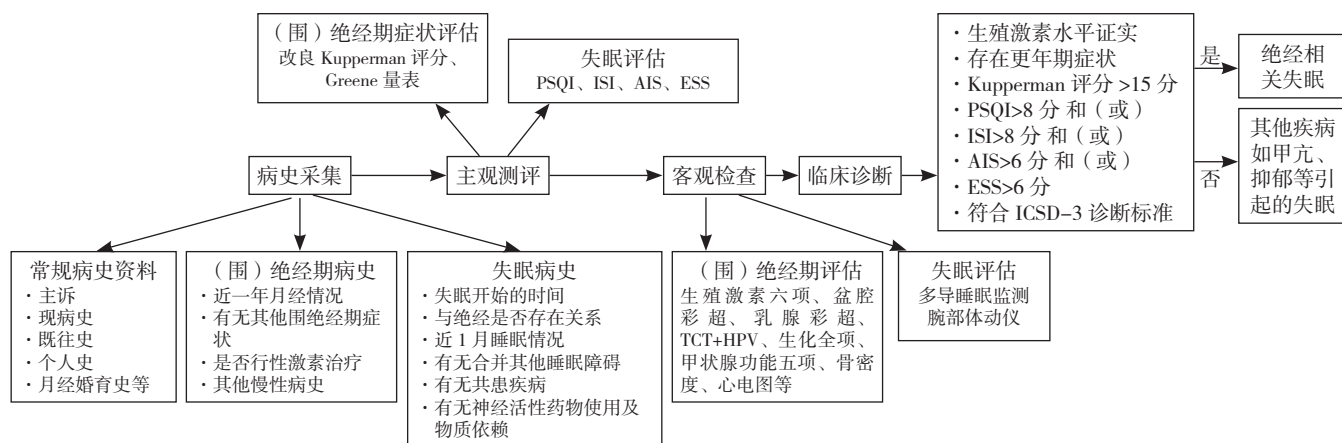 （围）绝经期症状评估
改良 Kupperman 评分、
Greene 量表
失眠评估
PSQI、ISI、AIS、ESS
· 生殖激素水平证实
· 存在更年期症状
· Kupperman 评分 >15 分
· PSQI>8 分 和（或）
· ISI>8 分 和（或）
· AIS>6 分 和（或）
· ESS>6 分
· 符合 ICSD-3 诊断标准
是
绝经相
关失眠
否
其他疾病
如甲亢、
抑郁等引
起的失眠
病史采集
主观测评
客观检查
临床诊断
常规病史资料
· 主诉
· 现病史
· 既往史
· 个人史
· 月经婚育史等
（围）绝经期病史
· 近一年月经情况
· 有无其他围绝经期症
状
· 是否行性激素治疗
· 其他慢性病史
失眠病史
· 失眠开始的时间
· 与绝经是否存在关系
· 近 1 月睡眠情况
· 有无合并其他睡眠障碍
· 有无共患疾病
· 有无神经活性药物使用及
物质依赖
（围）绝经期评估
生殖激素六项、盆腔
彩超、乳腺彩超、
TCT+HPV、生化全项、
甲状腺功能五项、骨密
度、心电图等
失眠评估
多导睡眠监测
腕部体动仪